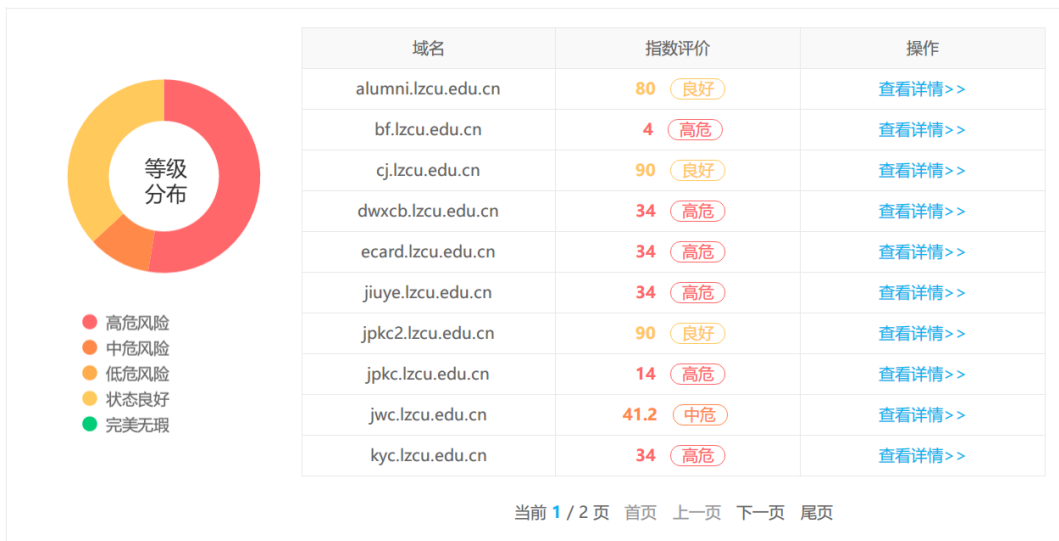 等级
分布
高危风险
中危风险
低危风险
状态良好
完美无瑕
域名 指数评价 操作
alumni.lzcu.edu.cn 80 良好 查看详情>>
bf.lzcu.edu.cn 4 高危 查看详情>>
cj.lzcu.edu.cn 90 良好 查看详情>>
dwxcb.lzcu.edu.cn 34 高危 查看详情>>
ecard.lzcu.edu.cn 34 高危 查看详情>>
jiuye.lzcu.edu.cn 34 高危 查看详情>>
jpkc2.lzcu.edu.cn 90 良好 查看详情>>
jpkc.lzcu.edu.cn 14 高危 查看详情>>
jwc.lzcu.edu.cn 41.2 中危 查看详情>>
kyc.lzcu.edu.cn 34 高危 查看详情>>
当前 1 / 2 页 首页 上一页 下一页 尾页